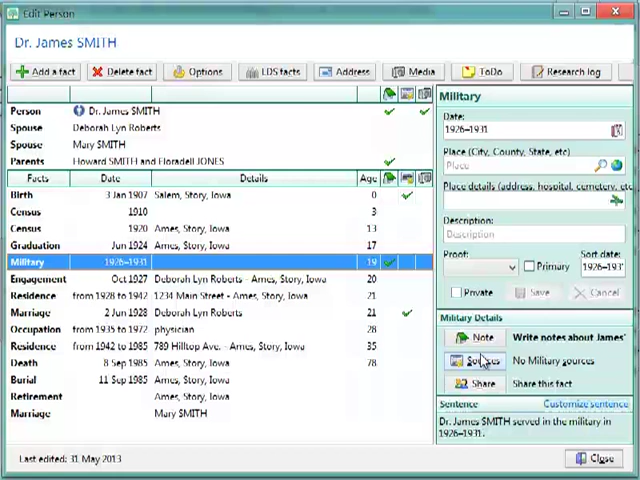 Edit Person
Dr. James SMITH
Add a fact Delete fact Options LDS facts Address Media ToDo Research log
Person Dr. James SMITH
Spouse Deborah Lyn Roberts
Spouse Mary SMITH
Parents Howard SMITH and Floradell JONES
Facts Date Details Age
Birth 3 Jan 1907 Salem, Story, Iowa 0
Census 1910 3
Census 1920 Ames, Story, Iowa 13
Graduation Jun 1924 Ames, Story, Iowa 17
Military 1926–1931 19
Engagement Oct 1927 Deborah Lyn Roberts - Ames, Story, Iowa 20
Residence from 1928 to 1942 1234 Main Street - Ames, Story, Iowa 21
Marriage 2 Jun 1928 Deborah Lyn Roberts - Ames, Story, Iowa 21
Occupation from 1935 to 1972 physician 28
Residence from 1942 to 1985 789 Hilltop Ave. - Ames, Story, Iowa 35
Death 8 Sep 1985 Ames, Story, Iowa 78
Burial 11 Sep 1985 Ames, Story, Iowa
Retirement Ames, Story, Iowa
Marriage Mary SMITH
Last edited: 31 May 2013
Military
Date:
1926–1931
Place (City, County, State, etc)
Place
Place details (address, hospital, cemetery, etc
Description:
Description
Proof: Sort date:
Primary 1926–193
Private Save Cancel
Military Details
Note Write notes about James'
Sources No Military sources
Share Share this fact
Sentence Customize sentence
Dr. James SMITH served in the military in
1926–1931.
Close